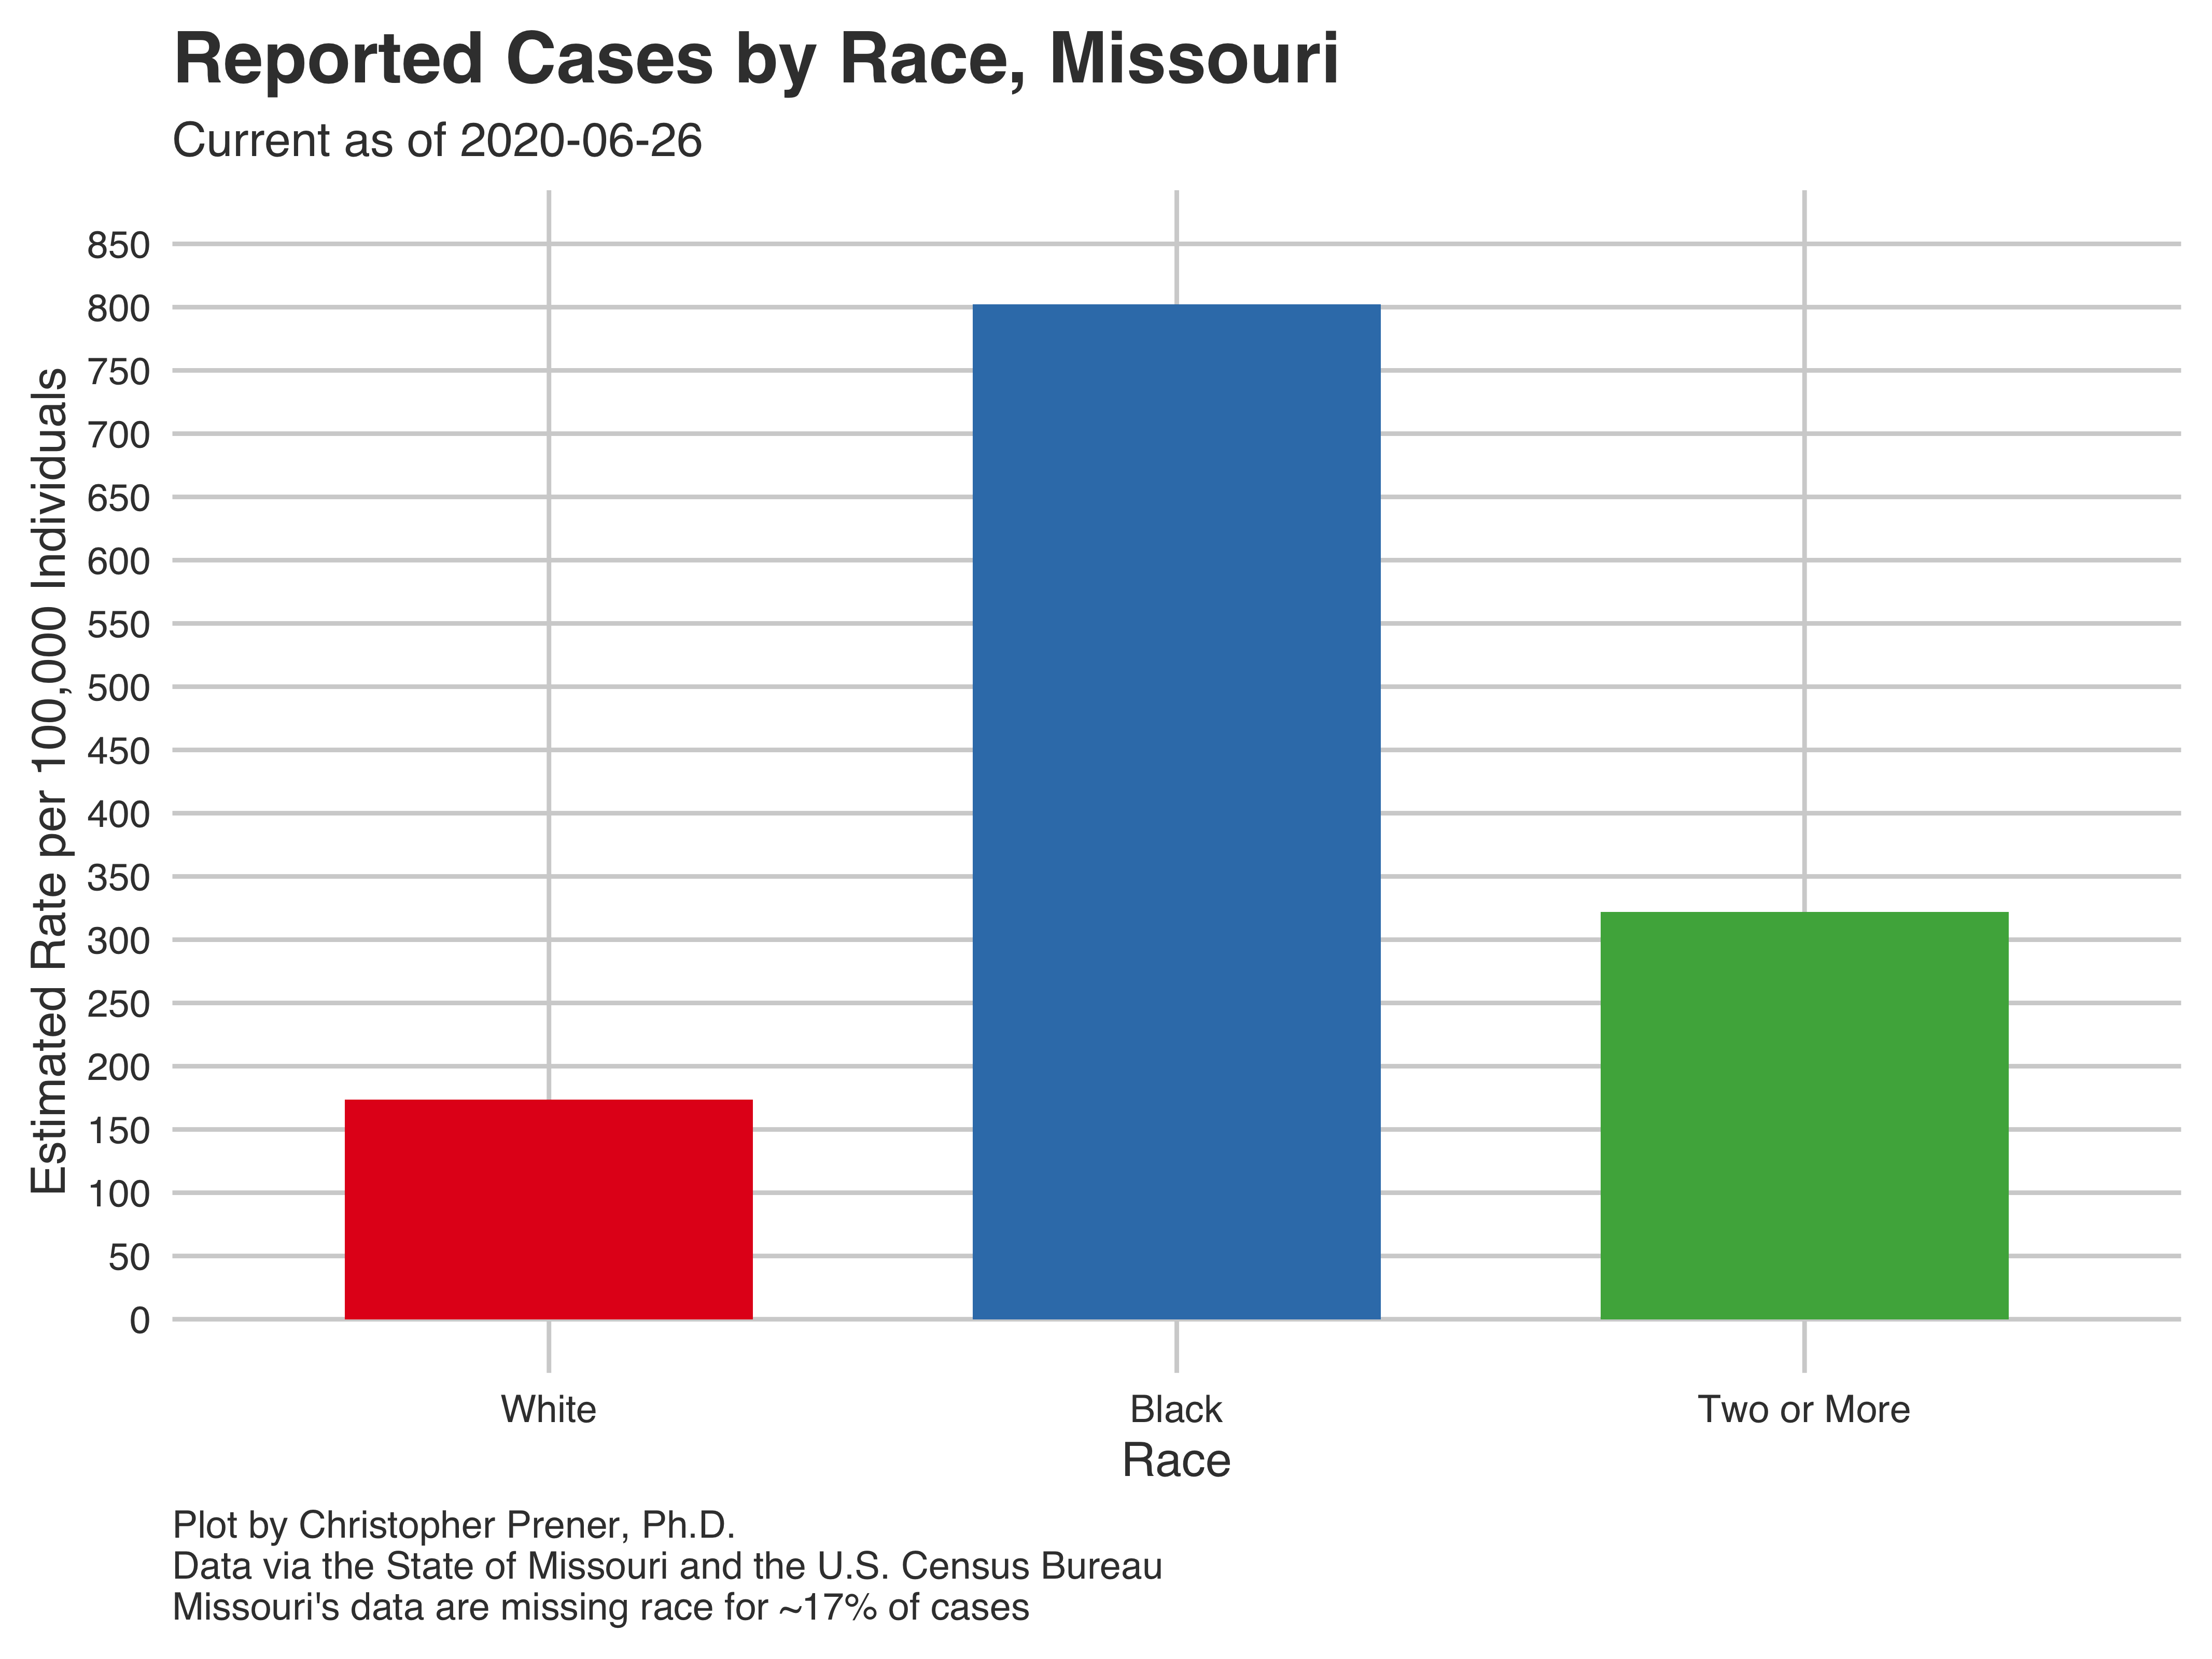 Reported Cases by Race, Missouri
Current as of 2020-06-26
Estimated Rate per 100,000 Individuals
850
800
750
700
650
600
550
500
450
400
350
300
250
200
150
100
50
0
White
Black
Two or More
Race
Plot by Christopher Prener, Ph.D.
Data via the State of Missouri and the U.S. Census Bureau
Missouri's data are missing race for ~17% of cases